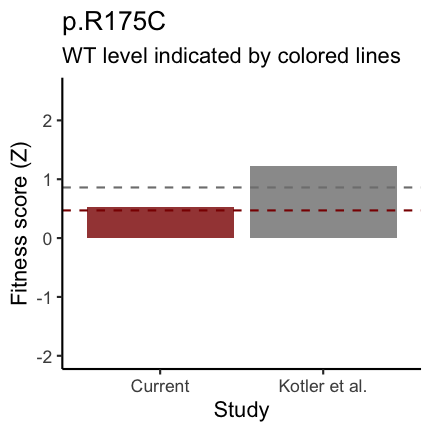 p.R175C
WT level indicated by colored lines
Fitness score (Z)
2
1
0
-1
-2
Current
Kotler et al.
Study